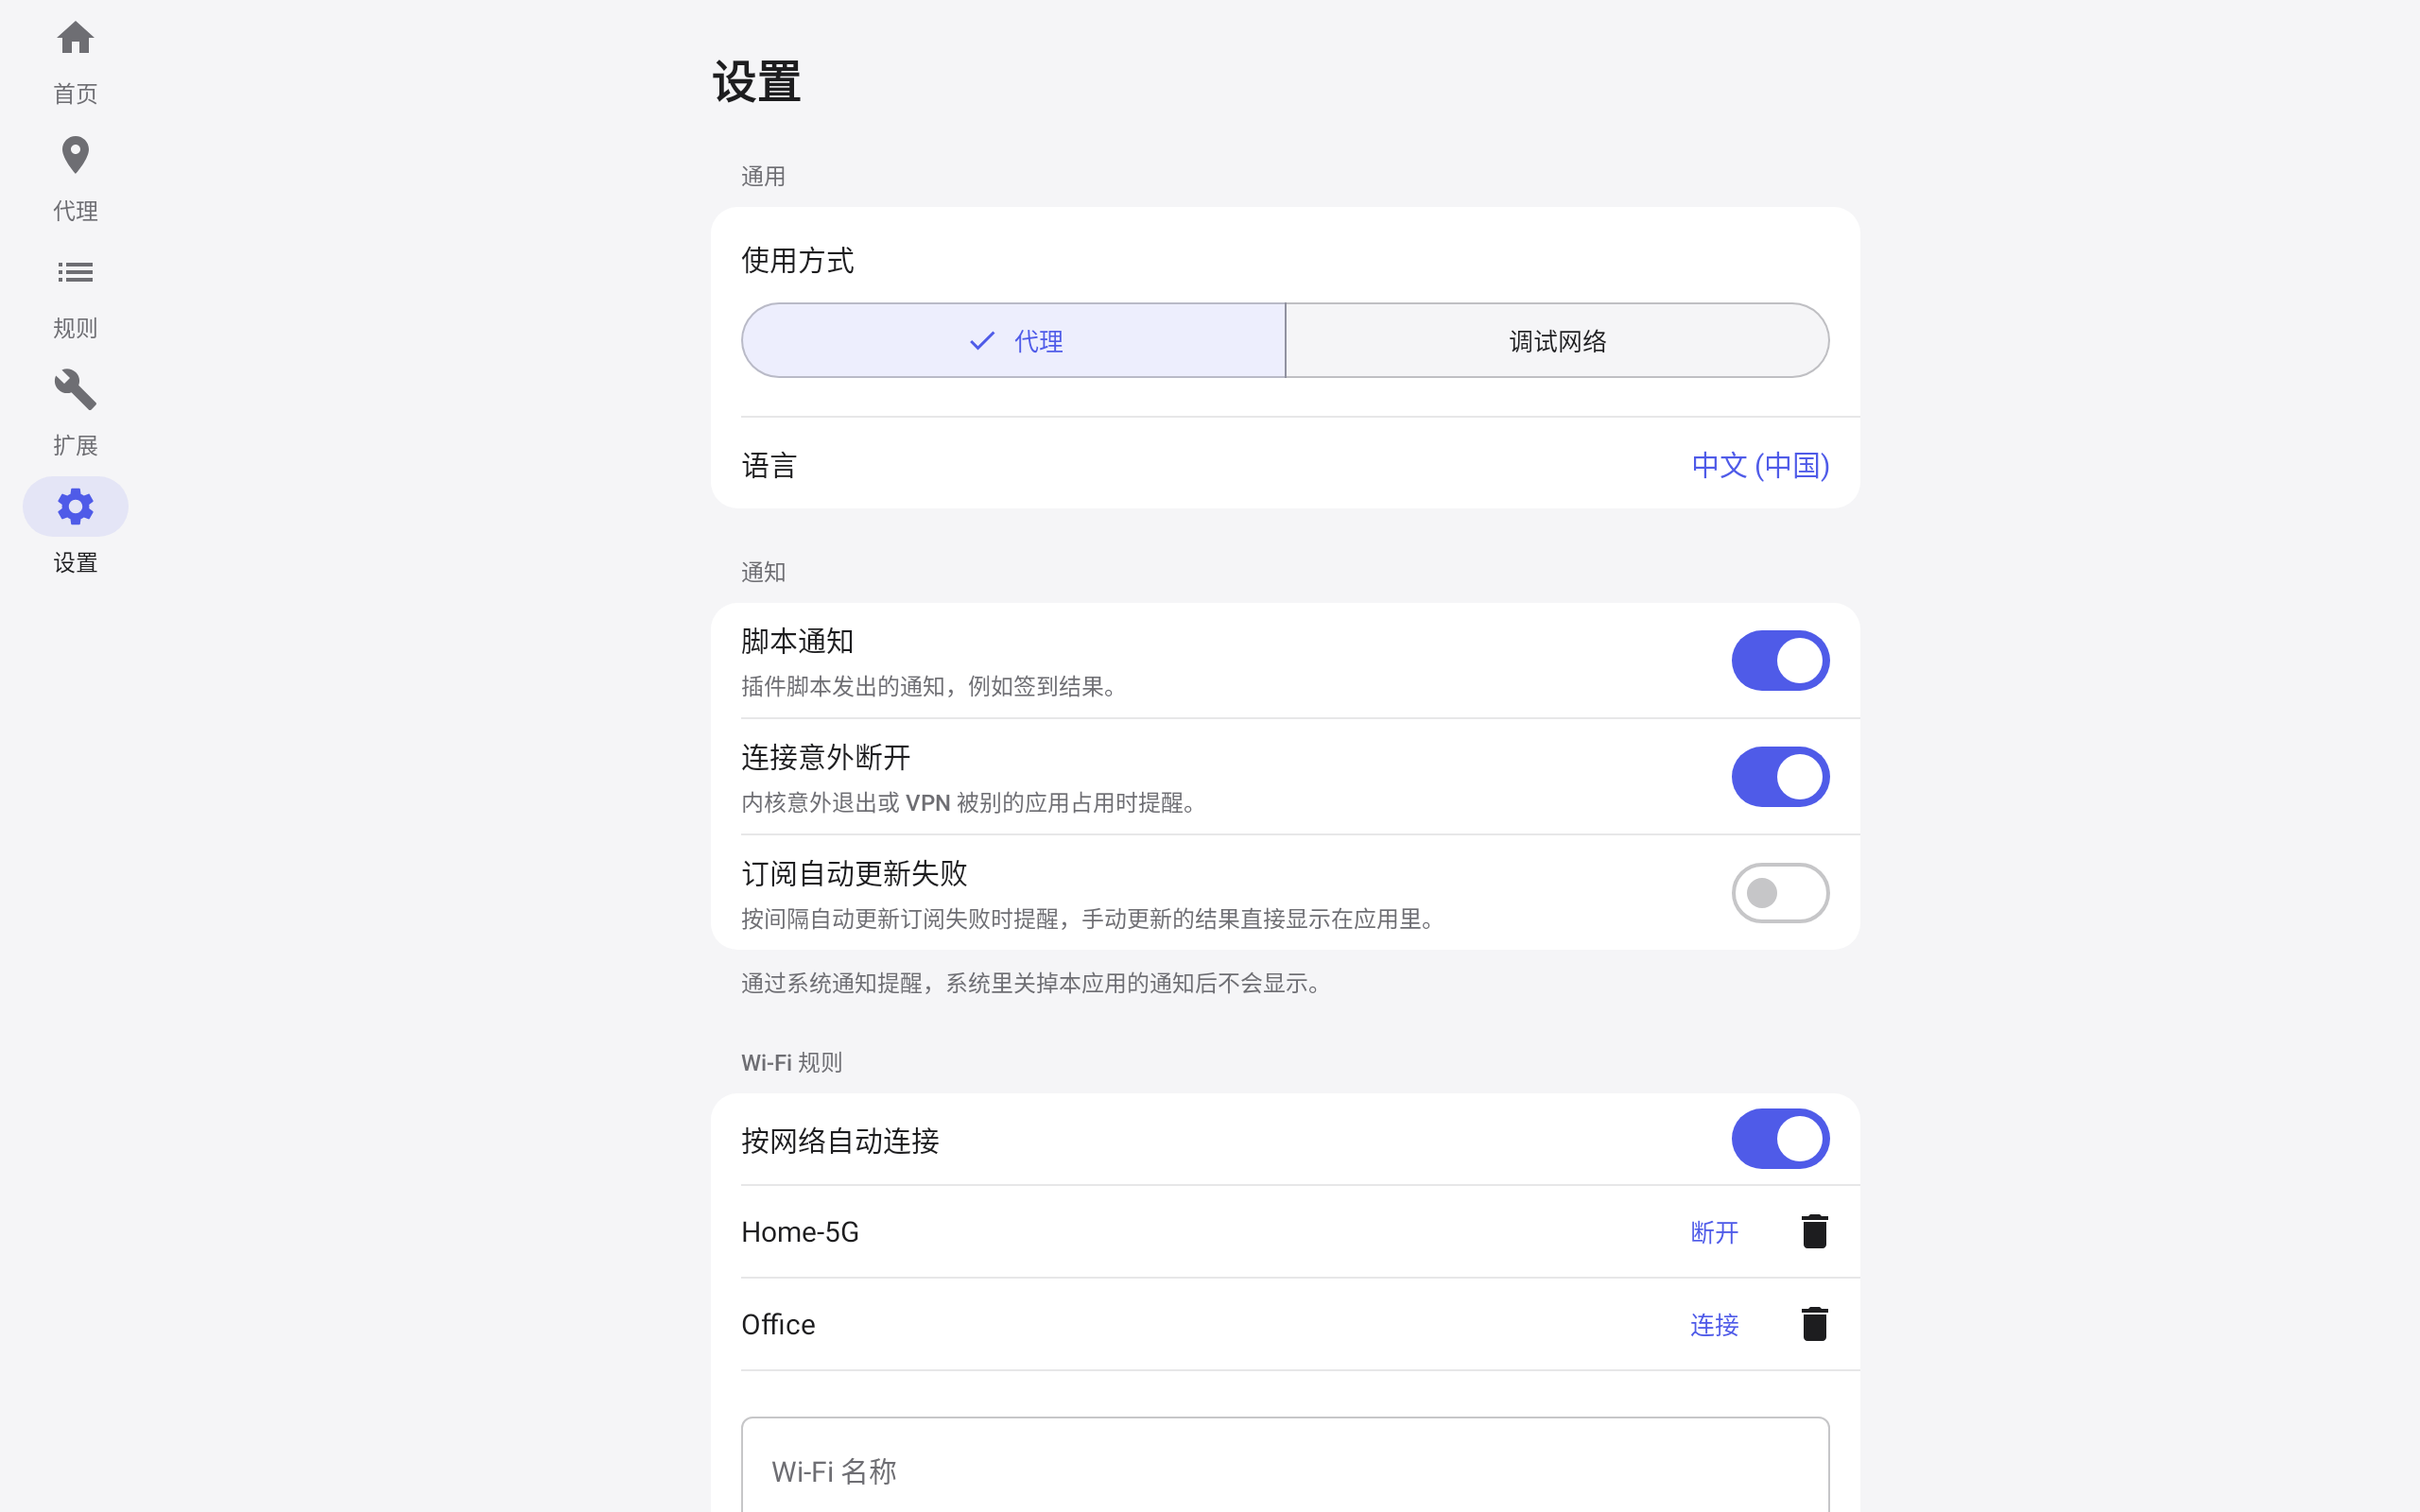 首页
代理
规则
扩展
设置
设置
通用
使用方式
代理
调试网络
语言
中文 (中国)
通知
脚本通知
插件脚本发出的通知，例如签到结果。
连接意外断开
内核意外退出或 VPN 被别的应用占用时提醒。
订阅自动更新失败
按间隔自动更新订阅失败时提醒，手动更新的结果直接显示在应用里。
通过系统通知提醒，系统里关掉本应用的通知后不会显示。
Wi-Fi 规则
按网络自动连接
Home-5G
断开
Office
连接
Wi-Fi 名称